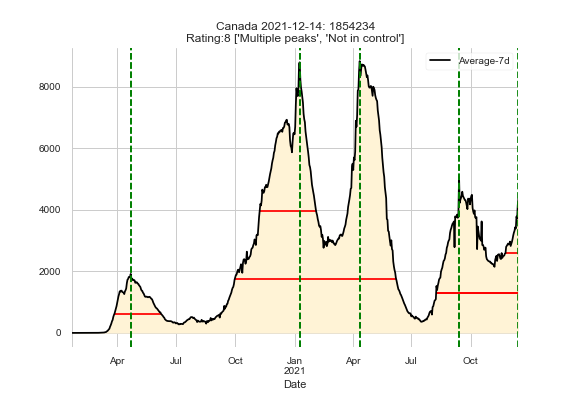 Canada 2021-12-14: 1854234
Rating:8 ['Multiple peaks', 'Not in control']
Average-7d
8000
6000
4000
2000
0
Apr Jul Oct Jan Apr Jul Oct
2021
Date